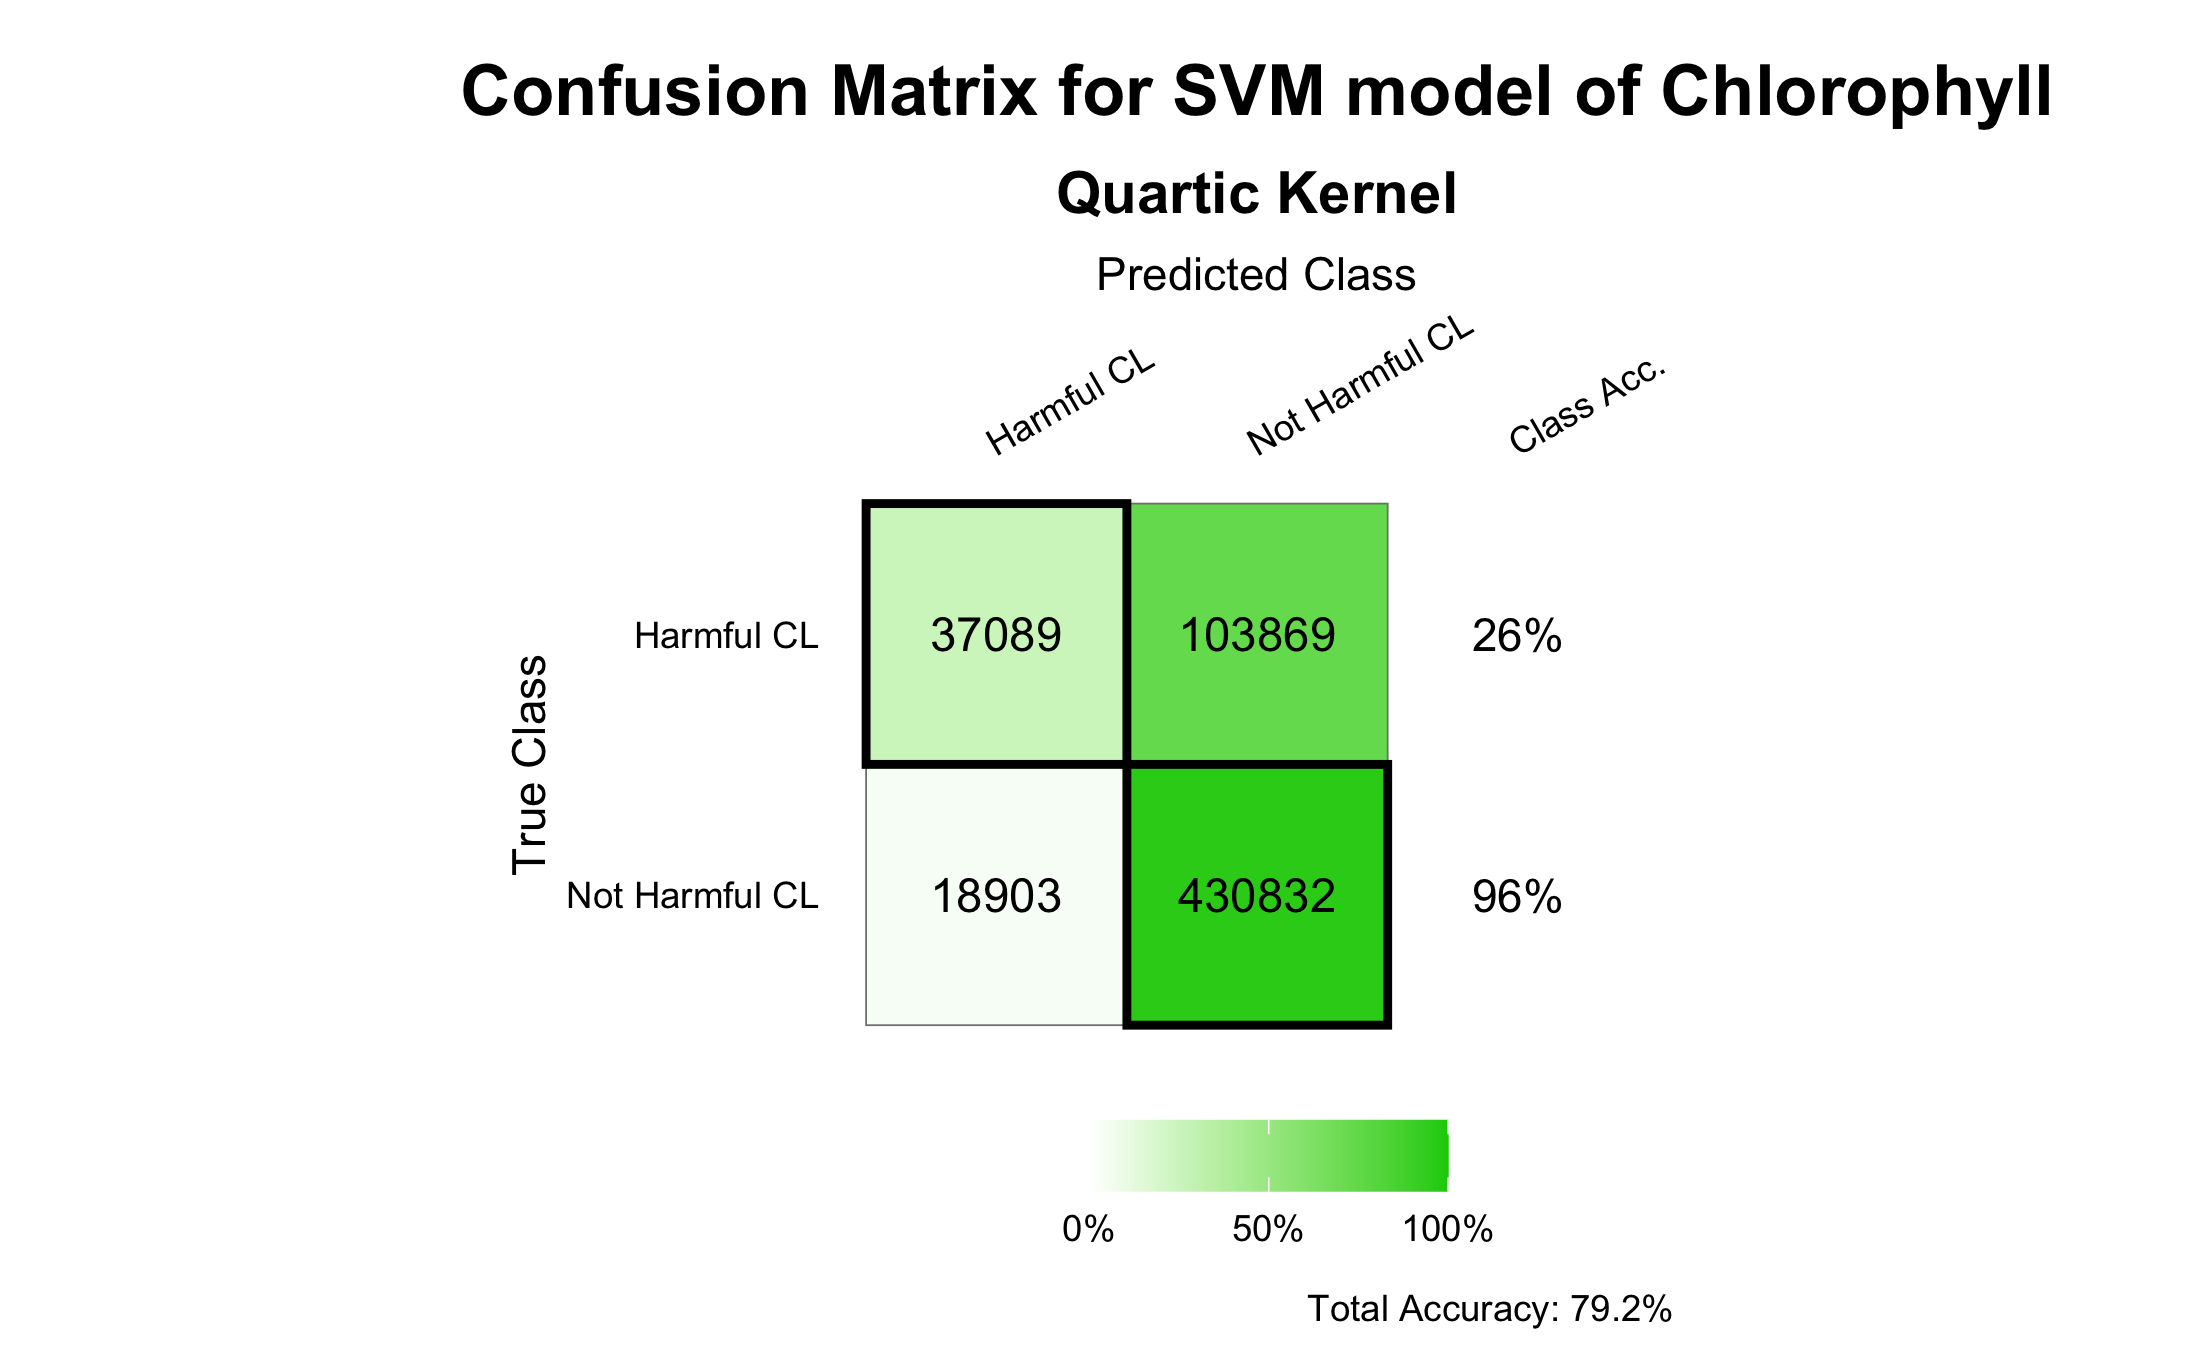 Confusion Matrix for SVM model of Chlorophyll
Quartic Kernel
Predicted Class
Harmful CL
Not Harmful CL
Class Acc.
True Class
Harmful CL
37089
103869
26%
Not Harmful CL
18903
430832
96%
0%
50%
100%
Total Accuracy: 79.2%